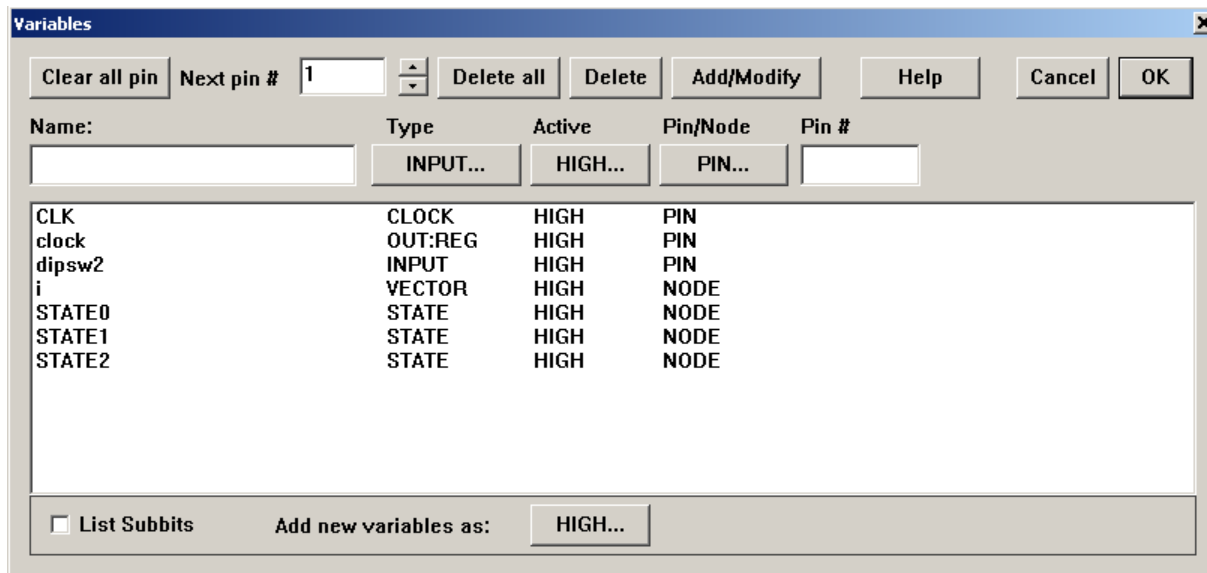 Variables
Clear all pin Next pin # 1 Delete all Delete Add/Modify Help Cancel OK
Name: Type Active Pin/Node Pin #
INPUT... HIGH... PIN...
CLK CLOCK HIGH PIN
clock OUT:REG HIGH PIN
dipsw2 INPUT HIGH PIN
i VECTOR HIGH NODE
STATE0 STATE HIGH NODE
STATE1 STATE HIGH NODE
STATE2 STATE HIGH NODE
List Subbits Add new variables as: HIGH...